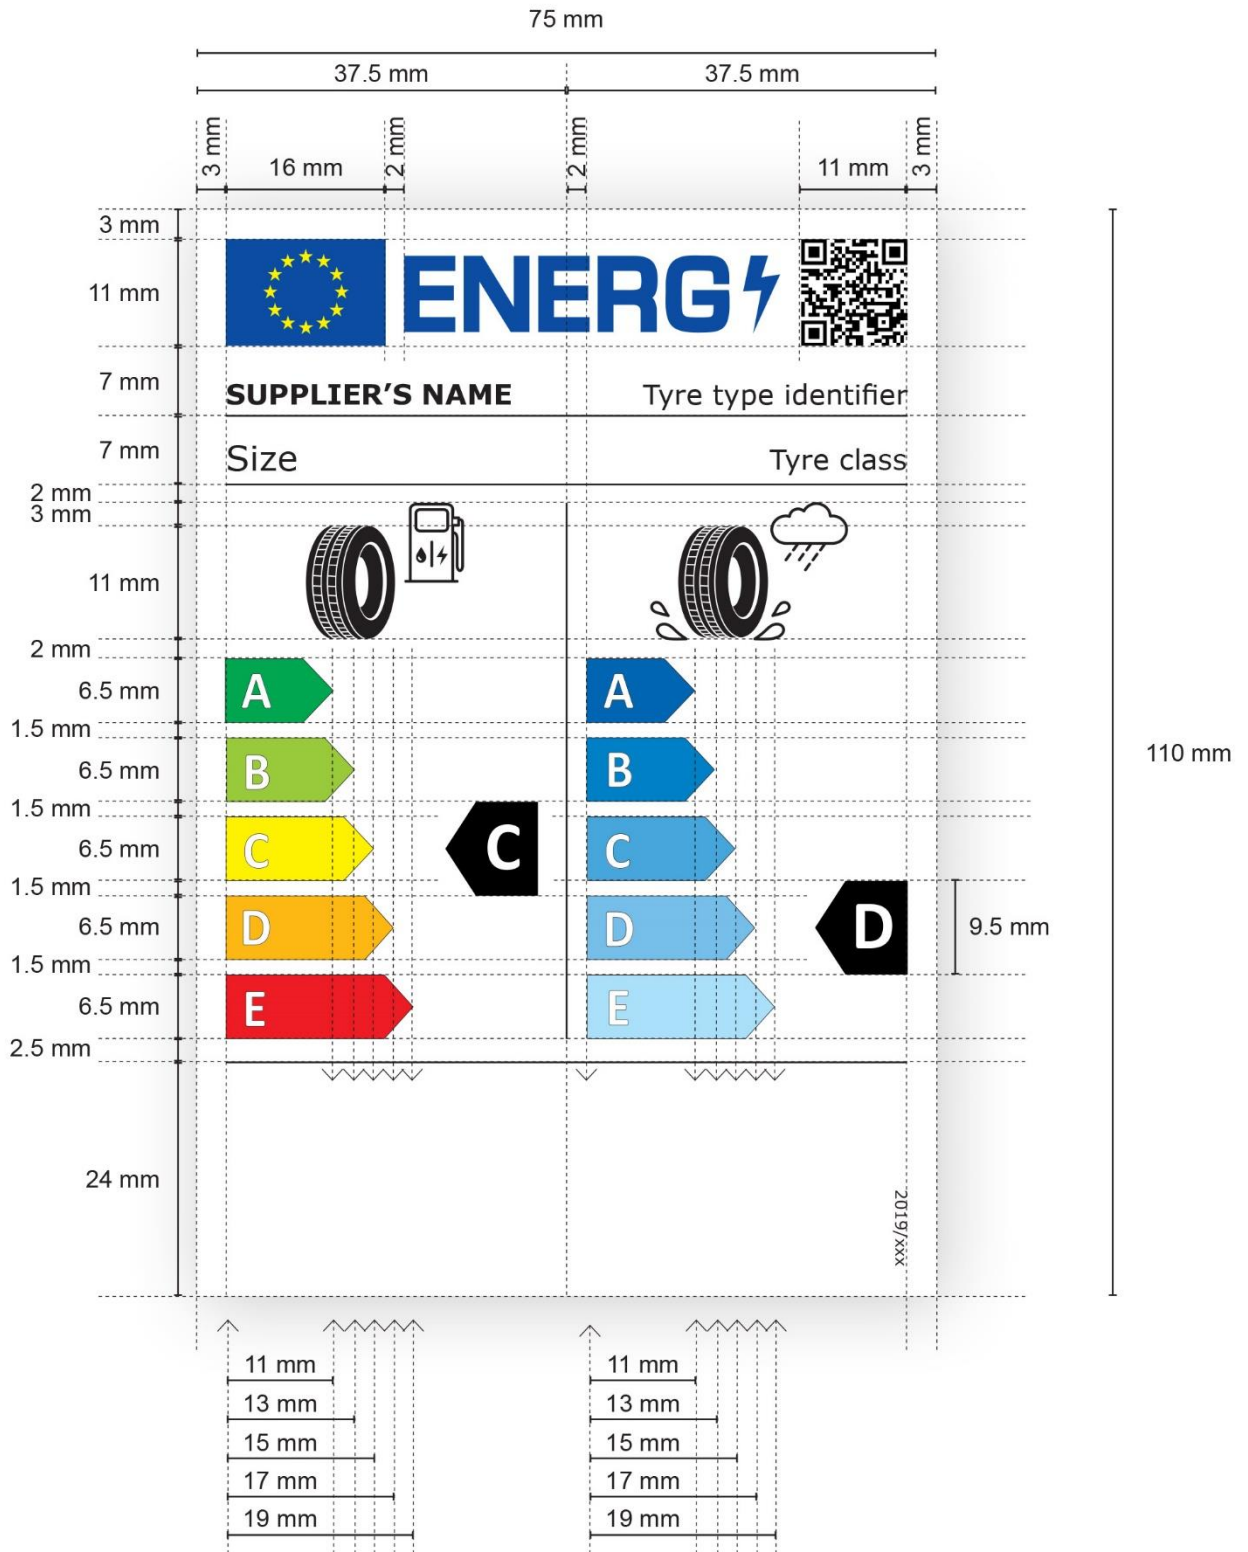 75 mm
37.5 mm 37.5 mm
3 mm 16 mm 2 mm 2 mm 11 mm 3 mm
3 mm
11 mm ENERG
7 mm SUPPLIER'S NAME Tyre type identifier
7 mm Size Tyre class
2 mm
3 mm
11 mm
2 mm
6.5 mm A A
1.5 mm
110 mm
6.5 mm B B
1.5 mm
6.5 mm C C C
1.5 mm
6.5 mm D D D 9.5 mm
1.5 mm
6.5 mm E E
2.5 mm
24 mm
2019/xxx
11 mm 11 mm
13 mm 13 mm
15 mm 15 mm
17 mm 17 mm
19 mm 19 mm